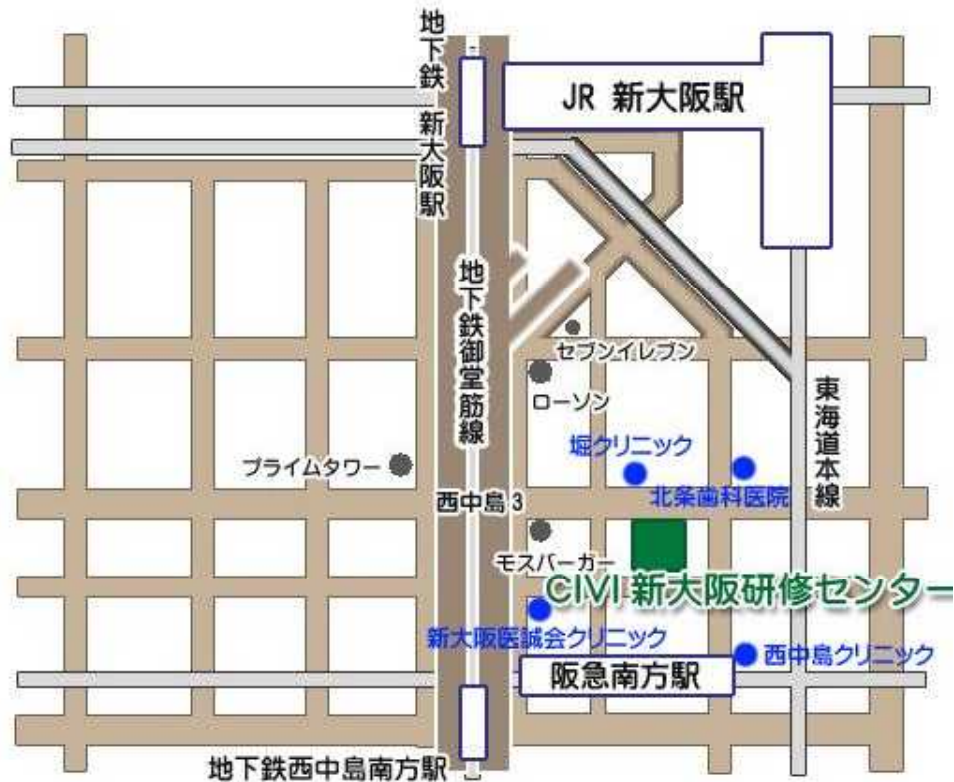 地下鉄 新大阪駅
JR 新大阪駅
地下鉄御堂筋線
セブンイレブン
ローソン
東海道本線
堀クリニック
プライムタワー
北条歯科医院
西中島3
モスバーガー
CIVI 新大阪研修センター
新大阪医誠会クリニック
西中島クリニック
阪急南方駅
地下鉄西中島南方駅